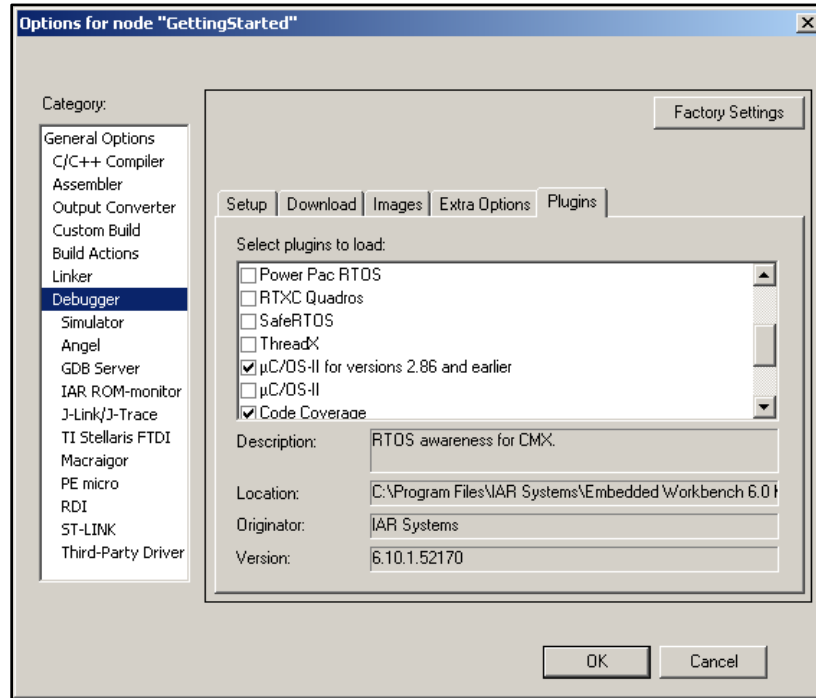 Options for node "GettingStarted"
Category:
General Options
C/C++ Compiler
Assembler
Output Converter
Custom Build
Build Actions
Linker
Debugger
Simulator
Angel
GDB Server
IAR ROM-monitor
J-Link/J-Trace
TI Stellaris FTDI
Macraigor
PE micro
RDI
ST-LINK
Third-Party Driver
Factory Settings
Setup Download Images Extra Options Plugins
Select plugins to load:
Power Pac RTOS
RTXC Quadros
SafeRTOS
ThreadX
µC/OS-II for versions 2.86 and earlier
µC/OS-II
Code Coverage
Description: RTOS awareness for CMX.
Location: C:\Program Files\IAR Systems\Embedded Workbench 6.0
Originator: IAR Systems
Version: 6.10.1.52170
OK Cancel